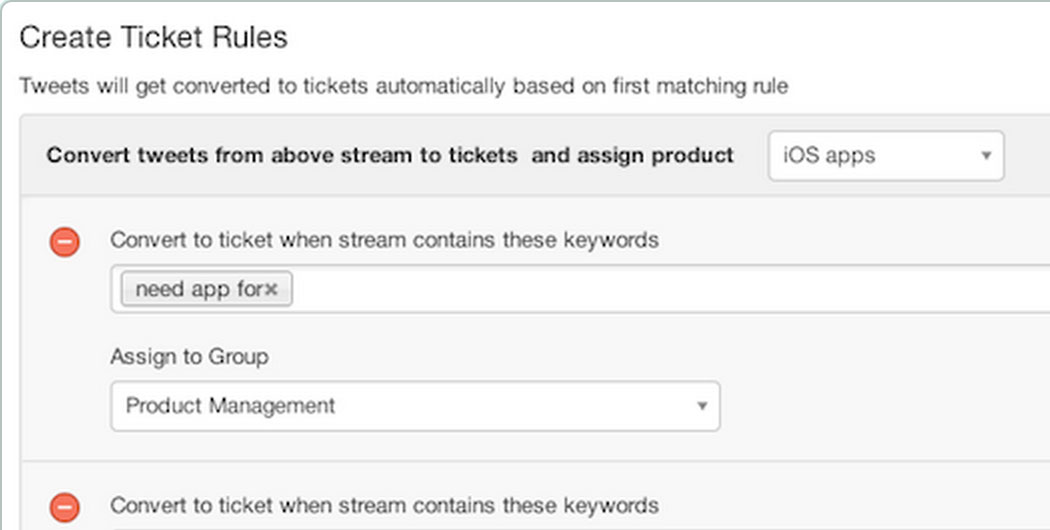 Create Ticket Rules
Tweets will get converted to tickets automatically based on first matching rule
Convert tweets from above stream to tickets and assign product iOS apps
Convert to ticket when stream contains these keywords
need app for×
Assign to Group
Product Management
Convert to ticket when stream contains these keywords